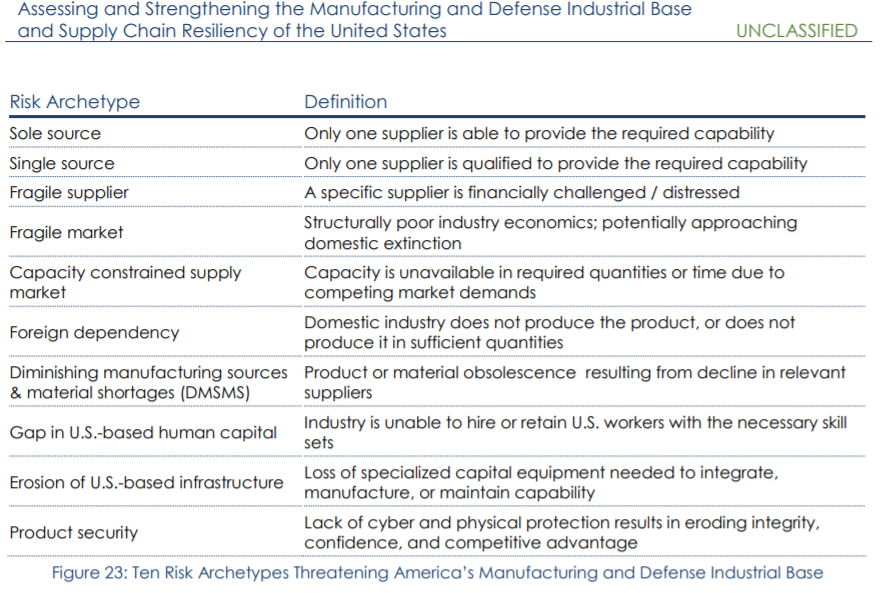 Assessing and Strengthening the Manufacturing and Defense Industrial Base
and Supply Chain Resiliency of the United States UNCLASSIFIED
Risk Archetype Definition
Sole source Only one supplier is able to provide the required capability
Single source Only one supplier is qualified to provide the required capability
Fragile supplier A specific supplier is financially challenged / distressed
Fragile market Structurally poor industry economics; potentially approaching
domestic extinction
Capacity constrained supply Capacity is unavailable in required quantities or time due to
market competing market demands
Foreign dependency Domestic industry does not produce the product, or does not
produce it in sufficient quantities
Diminishing manufacturing sources Product or material obsolescence resulting from decline in relevant
& material shortages (DMSMS) suppliers
Gap in U.S.-based human capital Industry is unable to hire or retain U.S. workers with the necessary skill
sets
Erosion of U.S.-based infrastructure Loss of specialized capital equipment needed to integrate,
manufacture, or maintain capability
Product security Lack of cyber and physical protection results in eroding integrity,
confidence, and competitive advantage
Figure 23: Ten Risk Archetypes Threatening America's Manufacturing and Defense Industrial Base